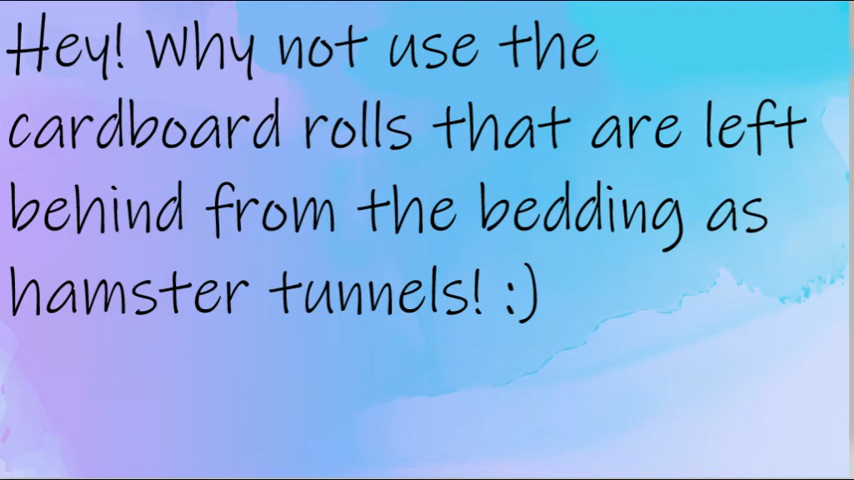 Hey! Why not use the
cardboard rolls that are left
behind from the bedding as
hamster tunnels! :)